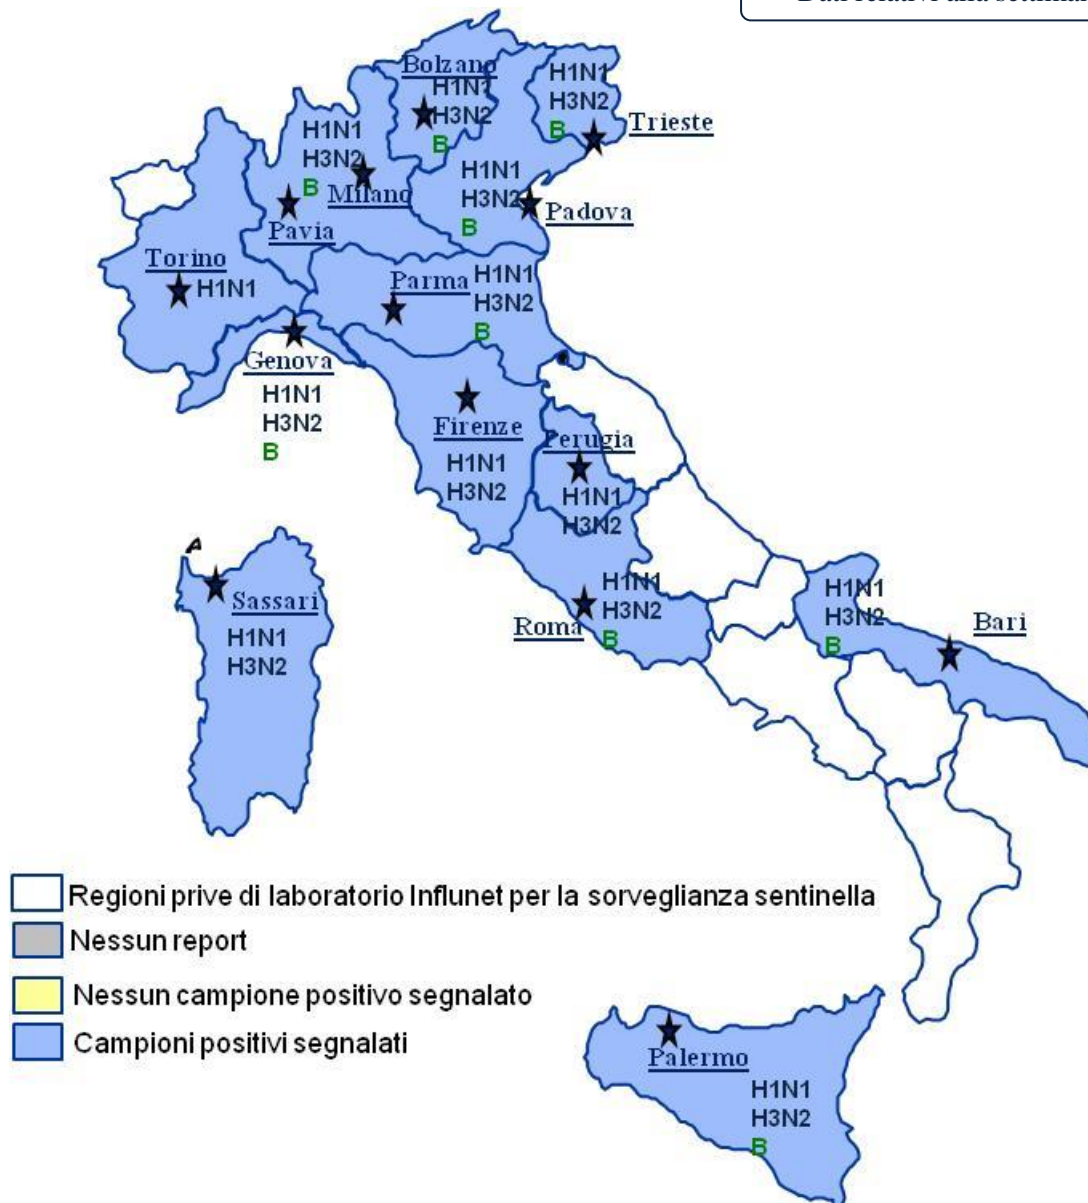 Bolzano
H1N1
H3N2
B
H1N1
H3N2
B
Trieste
H1N1
H3N2
B
Milano
Pavia
H1N1
H3N2
B
Padova
Torino
H1N1
Parma
H1N1
H3N2
B
Genova
H1N1
H3N2
B
Firenze
H1N1
H3N2
Perugia
H1N1
H3N2
A
Sassari
H1N1
H3N2
Roma
H1N1
H3N2
B
H1N1
H3N2
B
Bari
Regioni prive di laboratorio Influnet per la sorveglianza sentinella
Nessun report
Nessun campione positivo segnalato
Campioni positivi segnalati
Palermo
H1N1
H3N2
B